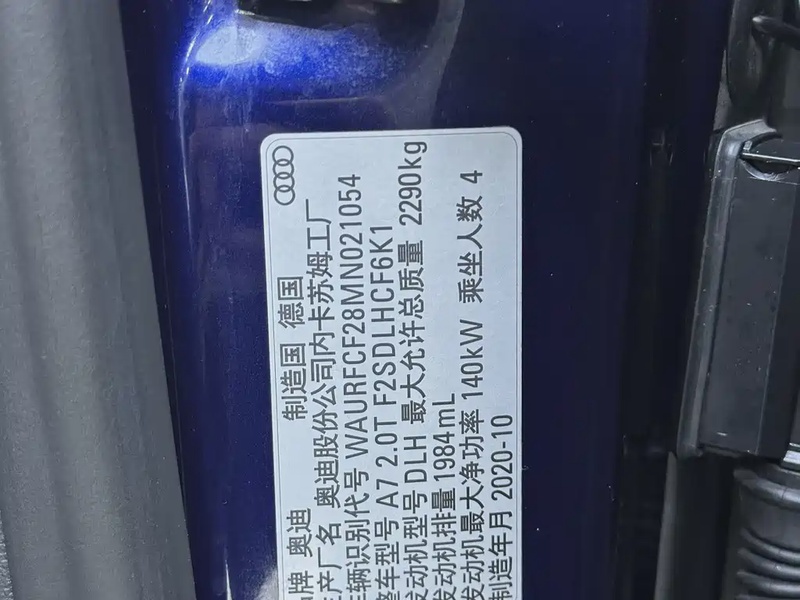 品牌 奥迪 制造国 德国
生产厂名 奥迪股份公司内卡苏姆工厂
车辆识别代号 WAURFCF28MN021054
整车型号 A7 2.0T F2SDLHCF6K1
发动机型号 DLH 最大允许总质量 2290kg
发动机排量 1984mL
发动机最大净功率 140kW 乘坐人数 4
制造年月 2020-10